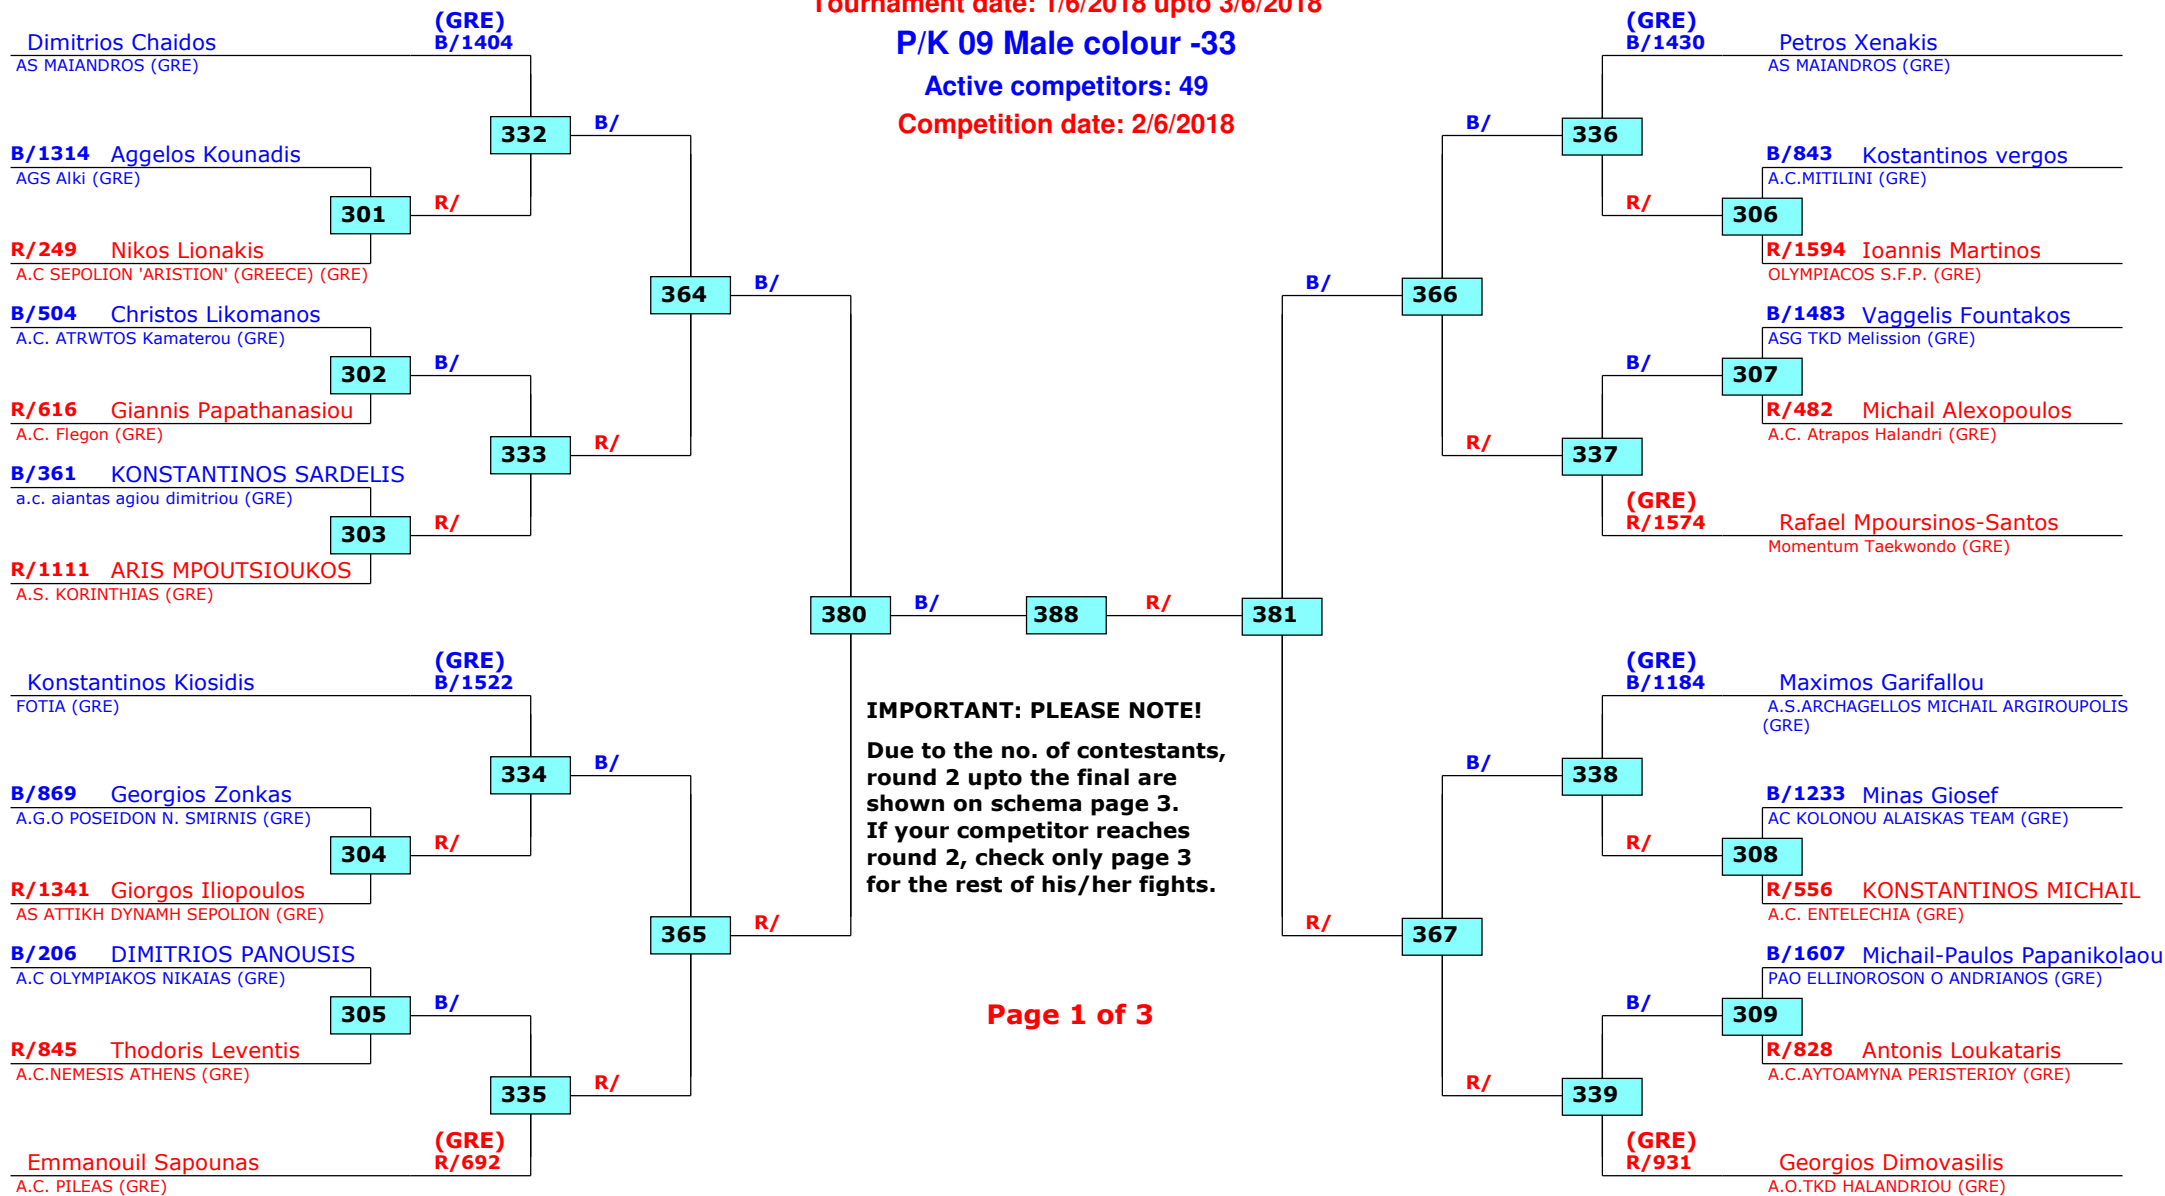 Tournament date: 1/6/2018 upto 3/6/2018
P/K 09 Male colour -33
Active competitors: 49
Competition date: 2/6/2018
(GRE)
Dimitrios Chaidos B/1404
AS MAIANDROS (GRE)
332 B/
B/1314 Aggelos Kounadis
AGS Alki (GRE)
301 R/
R/249 Nikos Lionakis
A.C SEPOLION 'ARISTION' (GREECE) (GRE)
364 B/
B/504 Christos Likomanos
A.C. ATRWTOS Kamaterou (GRE)
302 B/
R/616 Giannis Papathanasiou
A.C. Flegon (GRE)
333 R/
B/361 KONSTANTINOS SARDELIS
a.c. aiantas agiou dimitriou (GRE)
303 R/
R/1111 ARIS MPOUTSIOUKOS
A.S. KORINTHIAS (GRE)
380 B/ 388 R/ 381
(GRE)
Konstantinos Kiosidis B/1522
FOTIA (GRE)
334 B/
B/869 Georgios Zonkas
A.G.O POSEIDON N. SMIRNIS (GRE)
304 R/
R/1341 Giorgos Iliopoulos
AS ATTIKH DYNAMH SEPOLION (GRE)
365 R/
B/206 DIMITRIOS PANOUSIS
A.C OLYMPIAKOS NIKAIAS (GRE)
305 B/
R/845 Thodoris Leventis
A.C.NEMESIS ATHENS (GRE)
335 R/
(GRE)
Emmanouil Sapounas R/692
A.C. PILEAS (GRE)
IMPORTANT: PLEASE NOTE!
Due to the no. of contestants,
round 2 upto the final are
shown on schema page 3.
If your competitor reaches
round 2, check only page 3
for the rest of his/her fights.
Page 1 of 3
(GRE)
B/1430 Petros Xenakis
AS MAIANDROS (GRE)
B/ 336
B/843 Kostantinos vergos
A.C.MITILINI (GRE)
R/ 306
R/1594 Ioannis Martinos
OLYMPIACOS S.F.P. (GRE)
B/ 366
B/1483 Vaggelis Fountakos
ASG TKD Melission (GRE)
B/ 307
R/482 Michail Alexopoulos
A.C. Atrapos Halandri (GRE)
R/ 337
(GRE)
R/1574 Rafael Mpoursinos-Santos
Momentum Taekwondo (GRE)
(GRE)
B/1184 Maximos Garifallou
A.S.ARCHAGELLOS MICHAIL ARGIROUPOLIS
(GRE)
B/ 338
B/1233 Minas Giosef
AC KOLONOU ALAISKAS TEAM (GRE)
R/ 308
R/556 KONSTANTINOS MICHAIL
A.C. ENTELECHIA (GRE)
R/ 367
B/1607 Michail-Paulos Papanikolaou
PAO ELLINOROSON O ANDRIANOS (GRE)
B/ 309
R/828 Antonis Loukataris
A.C.AYTOAMYNA PERISTERIOY (GRE)
R/ 339
(GRE)
R/931 Georgios Dimovasilis
A.O.TKD HALANDRIOU (GRE)